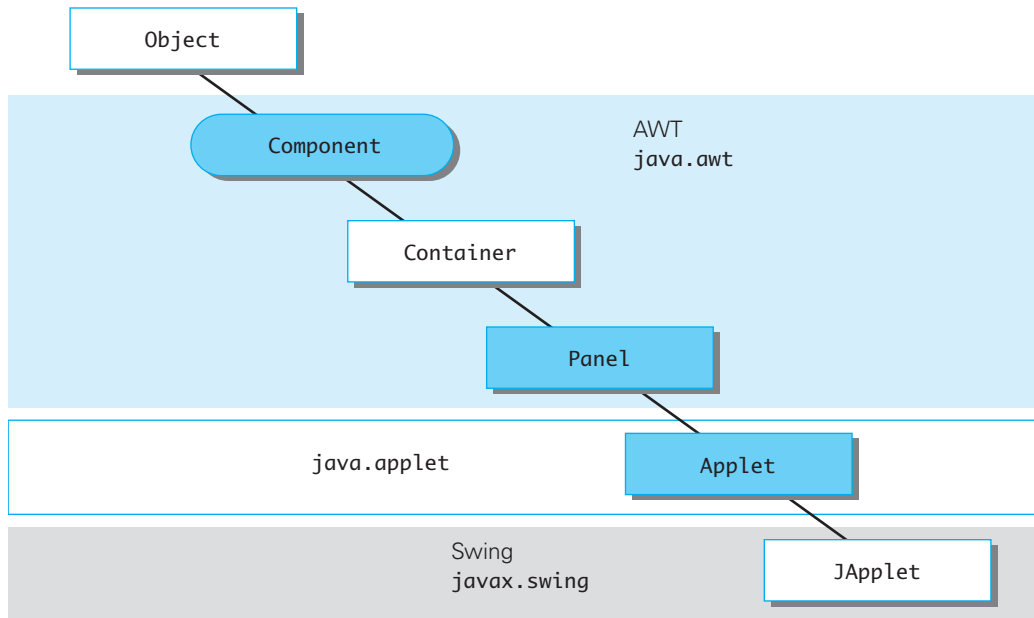 Object
Component
AWT
java.awt
Container
Panel
java.applet
Applet
Swing
javax.swing
JApplet